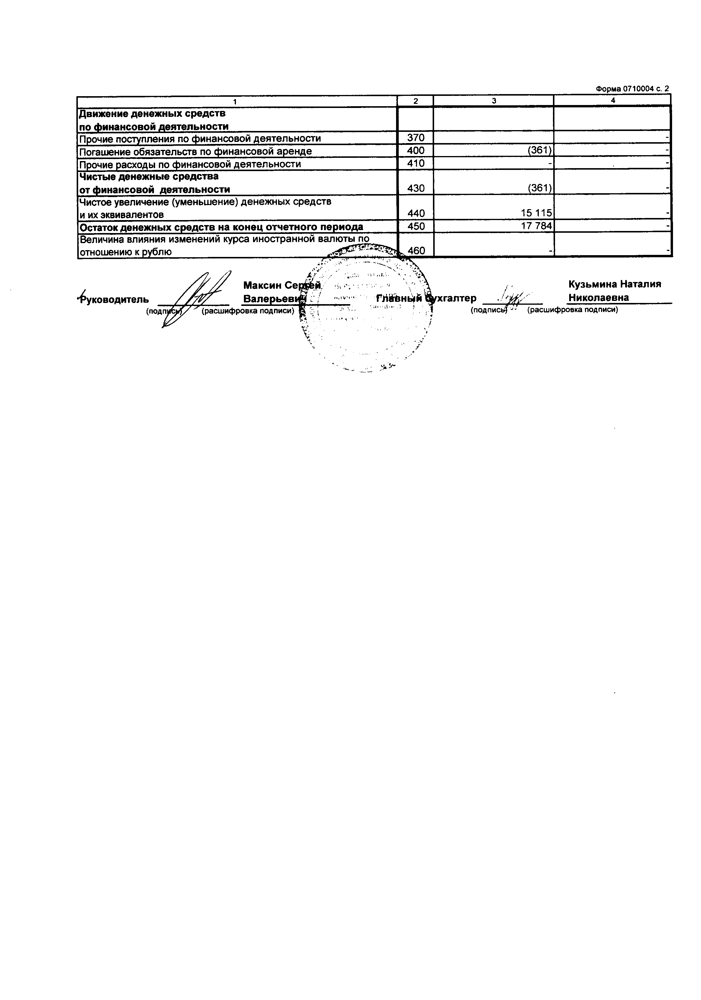 Форма 0710004 с. 2
1 2 3 4
Движение денежных средств
по финансовой деятельности
Прочие поступления по финансовой деятельности 370 -
Погашение обязательств по финансовой аренде 400 (361) -
Прочие расходы по финансовой деятельности 410 - -
Чистые денежные средства
от финансовой деятельности 430 (361) -
Чистое увеличение (уменьшение) денежных средств
и их эквивалентов 440 15 115 -
Остаток денежных средств на конец отчетного периода 450 17 784 -
Величина влияния изменений курса иностранной валюты по
отношению к рублю 460 - -
Максин Сергей Кузьмина Наталия
Руководитель Валерьевич Главный бухгалтер Николаевна
(подпись) (расшифровка подписи) (подпись) (расшифровка подписи)